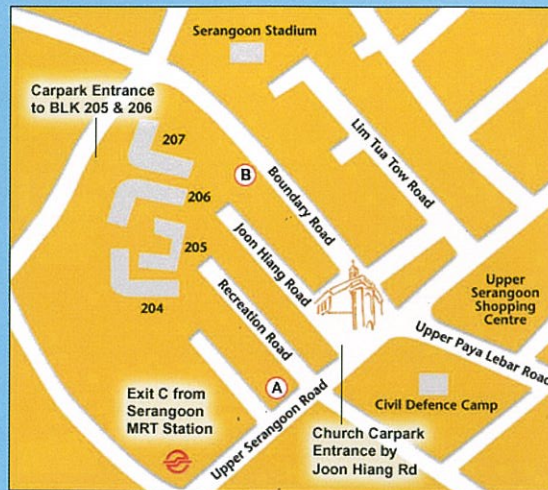 Serangoon Stadium
Carpark Entrance
to BLK 205 & 206
207
Lim Tua Tow Road
B
Boundary Road
206
Joon Hiang Road
205
Upper
Serangoon
Shopping
Centre
204
Recreation Road
Upper Paya Lebar Road
A
Exit C from
Serangoon
MRT Station
Upper Serangoon Road
Civil Defence Camp
Church Carpark
Entrance by
Joon Hiang Rd